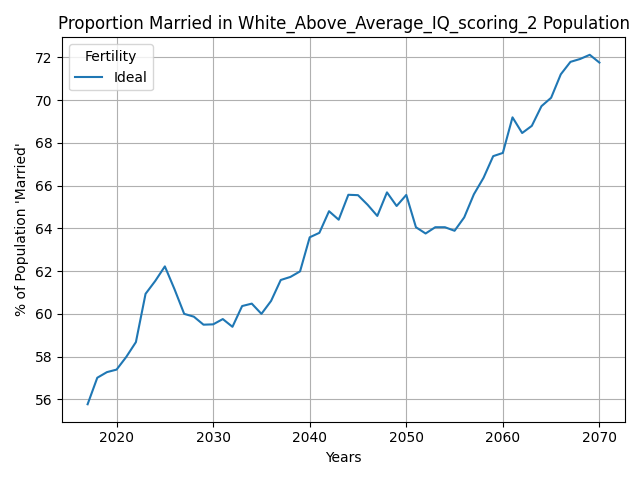 Proportion Married in White_Above_Average_IQ_scoring_2 Population
Fertility
Ideal
% of Population 'Married'
72
70
68
66
64
62
60
58
56
2020 2030 2040 2050 2060 2070
Years